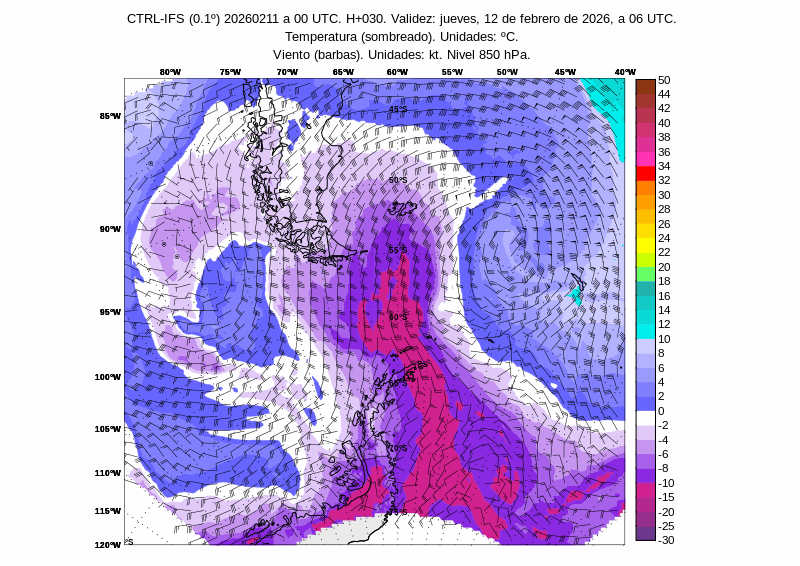 CTRL-IFS (0.1º) 20260211 a 00 UTC. H+030. Validez: jueves, 12 de febrero de 2026, a 06 UTC.
Temperatura (sombreado). Unidades: ºC.
Viento (barbas). Unidades: kt. Nivel 850 hPa.
80°W 75°W 70°W 65°W 60°W 55°W 50°W 45°W 40°W
50
44
85°W
45°S
42
40
38
36
34
50°S
32
30
28
90°W
26
24
55°S
22
20
18
16
95°W
60°S
14
12
10
8
6
100°W
65°S
4
2
0
105°W
-2
-4
70°S
-6
110°W
-8
-10
-15
115°W
75°S
-20
-25
120°W
°S
-30